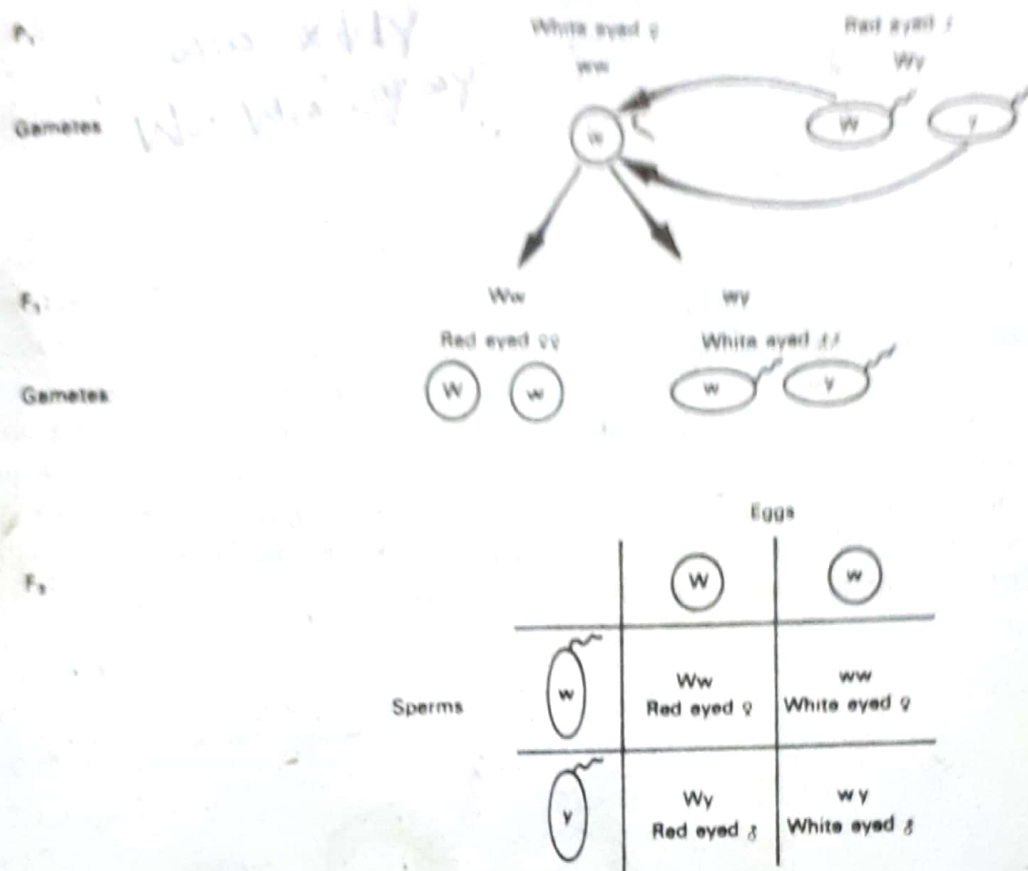 P₁ White eyed ♀ Red eyed ♂
ww Wy
Gametes w W y
F₁: Ww wy
Red eyed ♀♀ White eyed ♂♂
Gametes W w w y
Eggs
F₂ W w
w Ww ww
Sperms Red eyed ♀ White eyed ♀
y Wy wy
Red eyed ♂ White eyed ♂